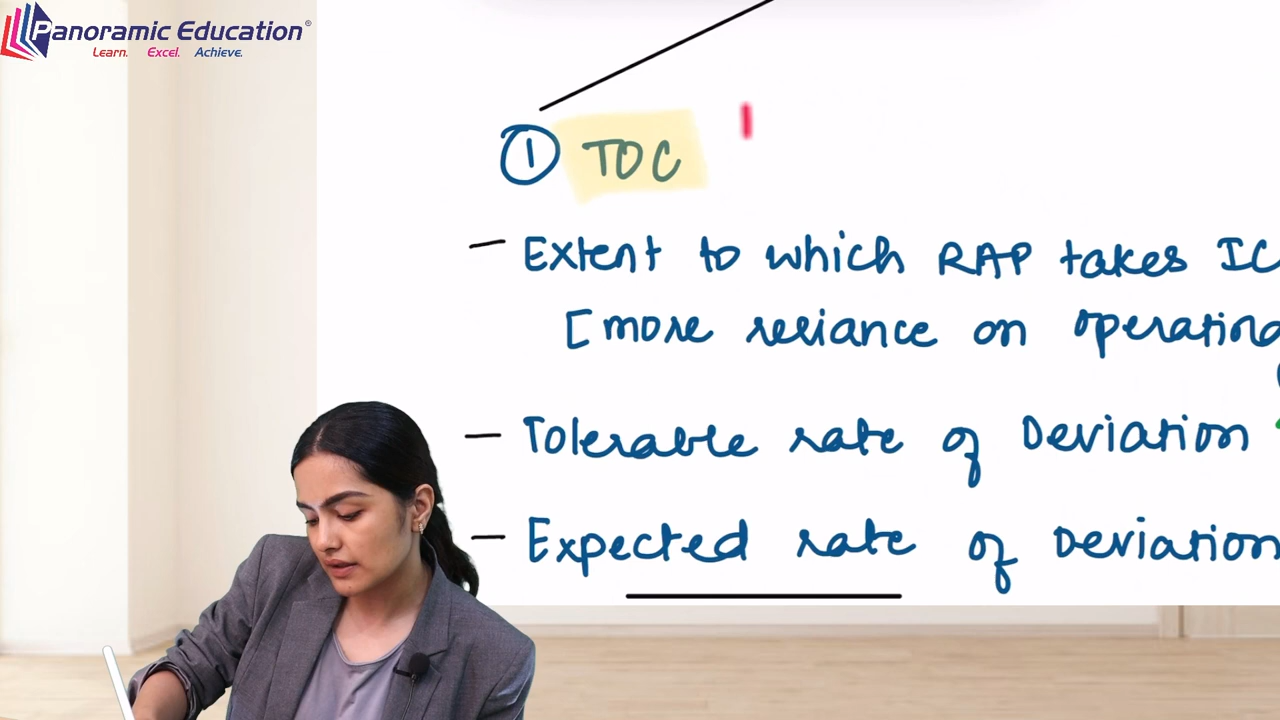 Panoramic Education®
Learn. Excel. Achieve.
① TOC
– Extent to which RAP takes IC
[more reliance on operating
– Tolerable rate of Deviation
– Expected rate of Deviation